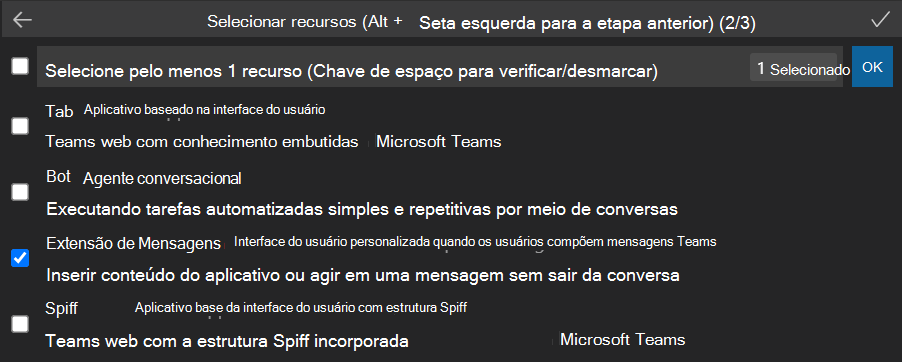 Selecionar recursos (Alt + Seta esquerda para a etapa anterior) (2/3)
Selecione pelo menos 1 recurso (Chave de espaço para verificar/desmarcar) 1 Selecionado OK
Tab Aplicativo baseado na interface do usuário
Teams web com conhecimento embutidas Microsoft Teams
Bot Agente conversacional
Executando tarefas automatizadas simples e repetitivas por meio de conversas
Extensão de Mensagens Interface do usuário personalizada quando os usuários compõem mensagens Teams
Inserir conteúdo do aplicativo ou agir em uma mensagem sem sair da conversa
Spiff Aplicativo base da interface do usuário com estrutura Spiff
Teams web com a estrutura Spiff incorporada Microsoft Teams